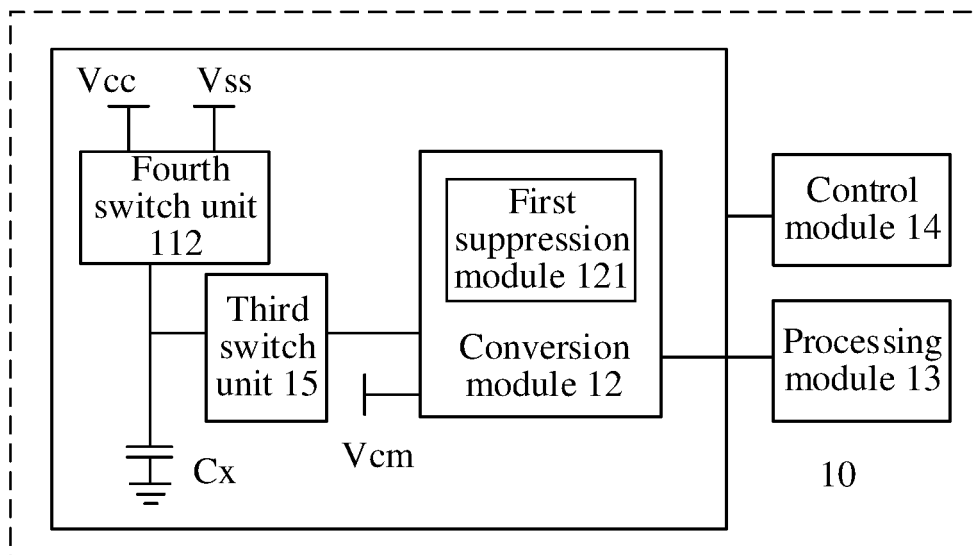 Vcc
Vss
Fourth
switch unit
112
First
suppression
module 121
Conversion
module 12
Third
switch
unit 15
Vcm
Cx
Control
module 14
Processing
module 13
10